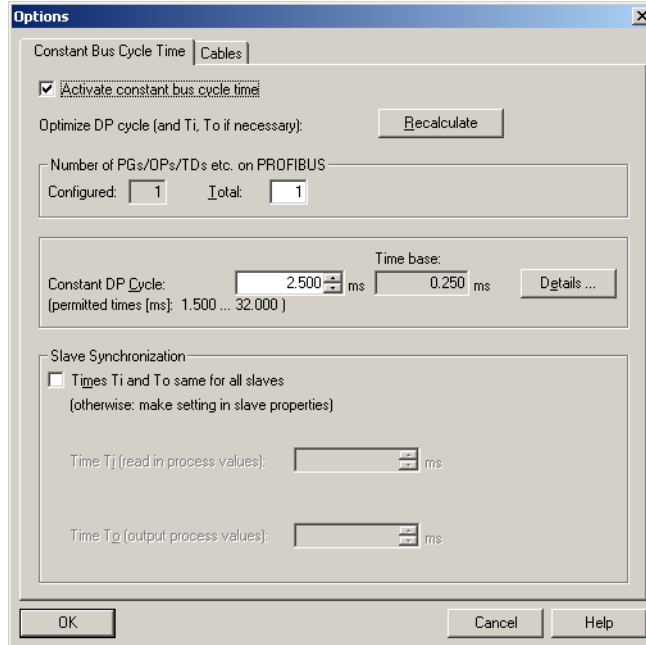 Options
Constant Bus Cycle Time Cables
Activate constant bus cycle time
Optimize DP cycle (and Ti, To if necessary): Recalculate
Number of PGs/OPs/TDs etc. on PROFIBUS
Configured: 1 Total: 1
Time base:
Constant DP Cycle: 2.500 ms 0.250 ms Details ...
(permitted times [ms]: 1.500 ... 32.000 )
Slave Synchronization
Times Ti and To same for all slaves
(otherwise: make setting in slave properties)
Time Ti (read in process values): ms
Time To (output process values): ms
OK Cancel Help